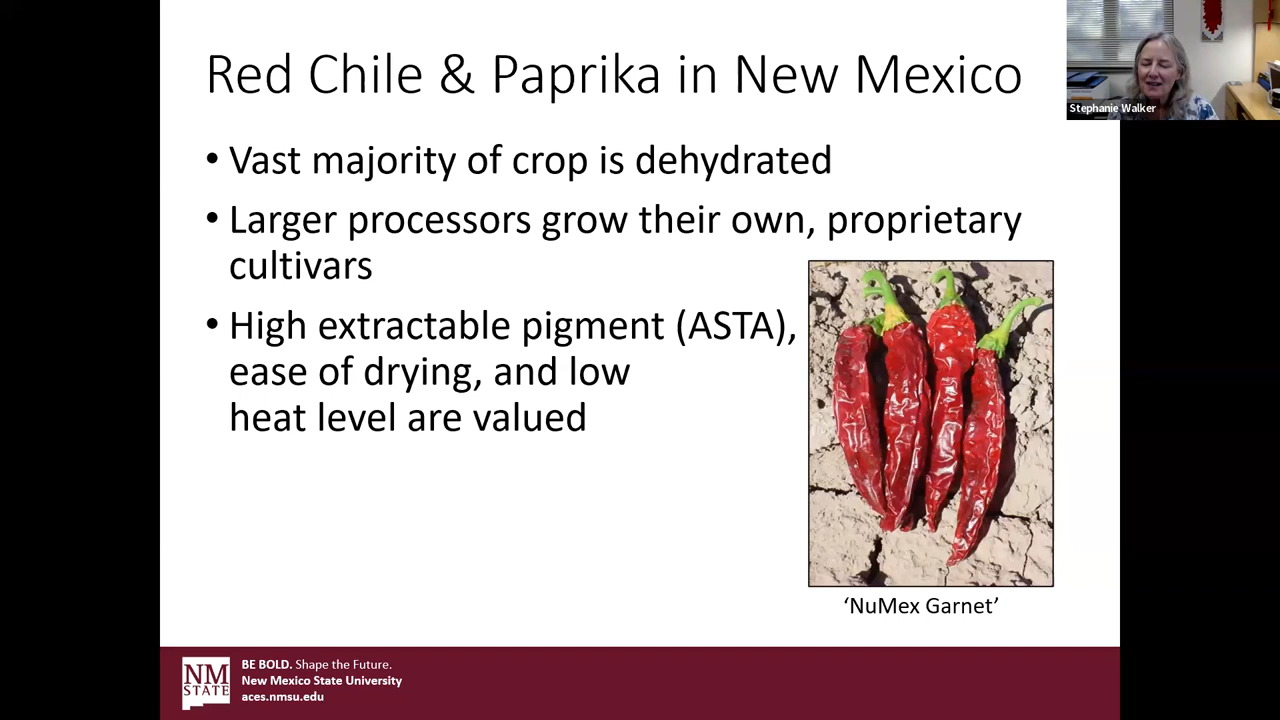 Red Chile & Paprika in New Mexico
Stephanie Walker
• Vast majority of crop is dehydrated
• Larger processors grow their own, proprietary
cultivars
• High extractable pigment (ASTA),
ease of drying, and low
heat level are valued
‘NuMex Garnet’
NM
STATE
BE BOLD. Shape the Future.
New Mexico State University
aces.nmsu.edu